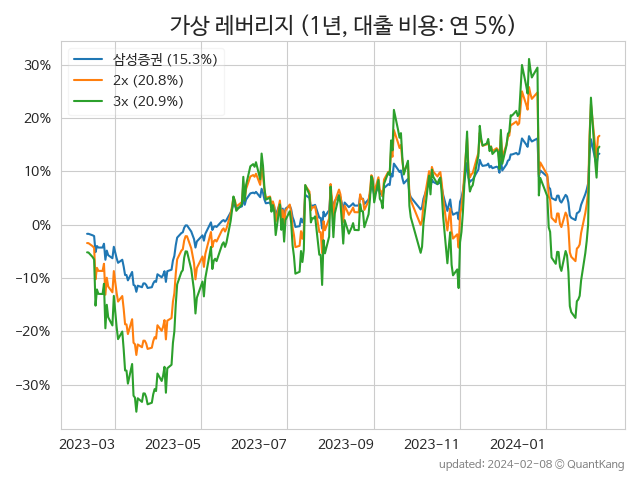 가상 레버리지 (1년, 대출 비용: 연 5%)
삼성증권 (15.3%)
2x (20.8%)
3x (20.9%)
30%
20%
10%
0%
−10%
−20%
−30%
2023-03 2023-05 2023-07 2023-09 2023-11 2024-01
updated: 2024-02-08 ⓒ QuantKang